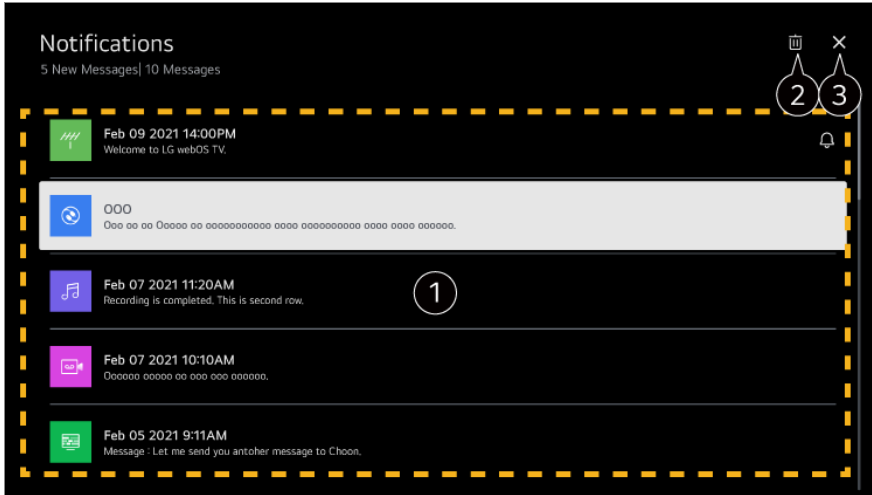 Notifications
5 New Messages| 10 Messages
2
3
Feb 09 2021 14:00PM
Welcome to LG webOS TV.
OOO
Ooo oo oo Ooooo oo ooooooooooo oooo oooooooooo oooo oooo oooooo.
Feb 07 2021 11:20AM
Recording is completed. This is second row.
1
Feb 07 2021 10:10AM
Oooooo ooooo oo ooo ooo oooooo.
Feb 05 2021 9:11AM
Message : Let me send you antoher message to Choon.